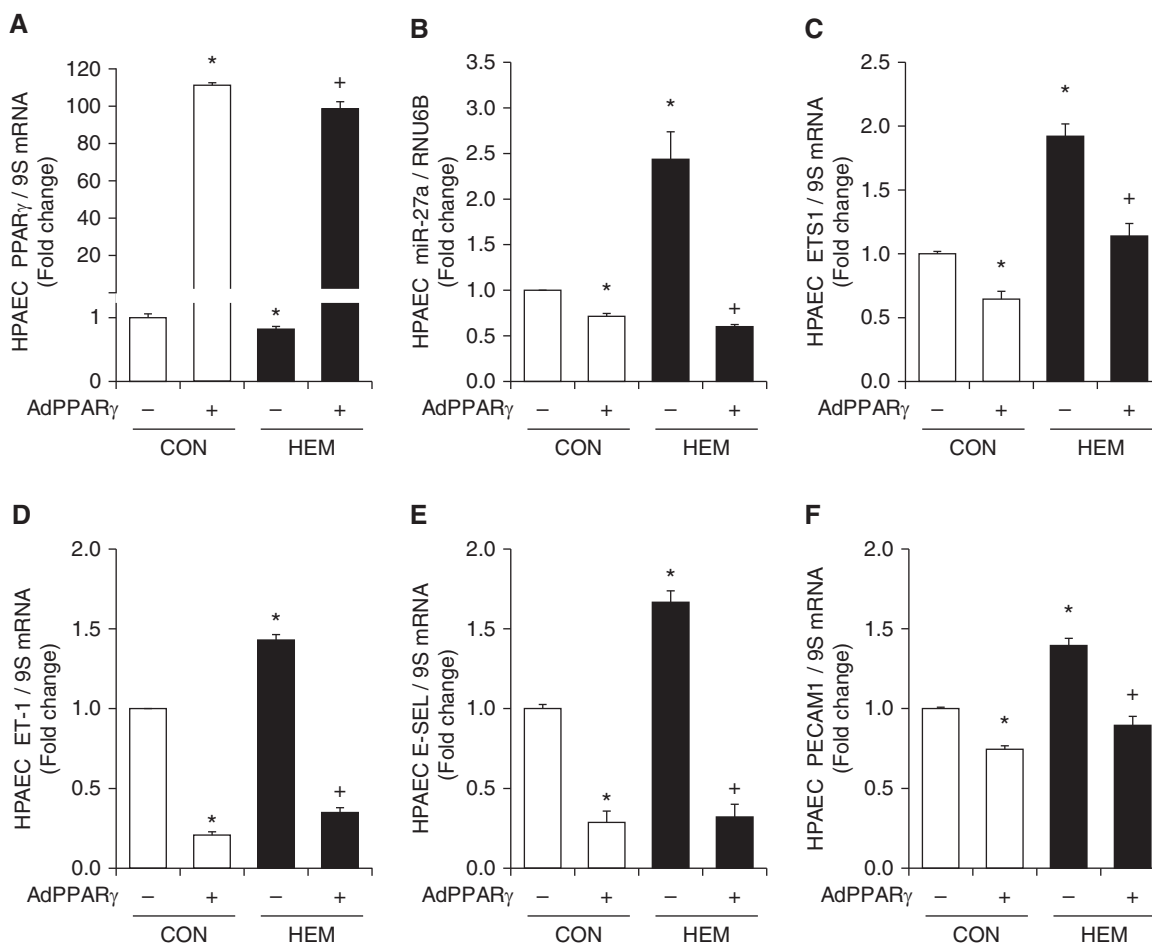 A
HPAEC PPARγ / 9S mRNA
(Fold change)
120
100
80
60
40
20
1
0
*
*
+
AdPPARγ − + − +
CON HEM
B
HPAEC miR-27a / RNU6B
(Fold change)
3.5
3.0
2.5
2.0
1.5
1.0
0.5
0.0
*
*
+
AdPPARγ − + − +
CON HEM
C
HPAEC ETS1 / 9S mRNA
(Fold change)
2.5
2.0
1.5
1.0
0.5
0.0
*
*
+
AdPPARγ − + − +
CON HEM
D
HPAEC ET-1 / 9S mRNA
(Fold change)
2.0
1.5
1.0
0.5
0.0
*
*
+
AdPPARγ − + − +
CON HEM
E
HPAEC E-SEL / 9S mRNA
(Fold change)
2.0
1.5
1.0
0.5
0.0
*
*
+
AdPPARγ − + − +
CON HEM
F
HPAEC PECAM1 / 9S mRNA
(Fold change)
2.0
1.5
1.0
0.5
0.0
*
*
+
AdPPARγ − + − +
CON HEM